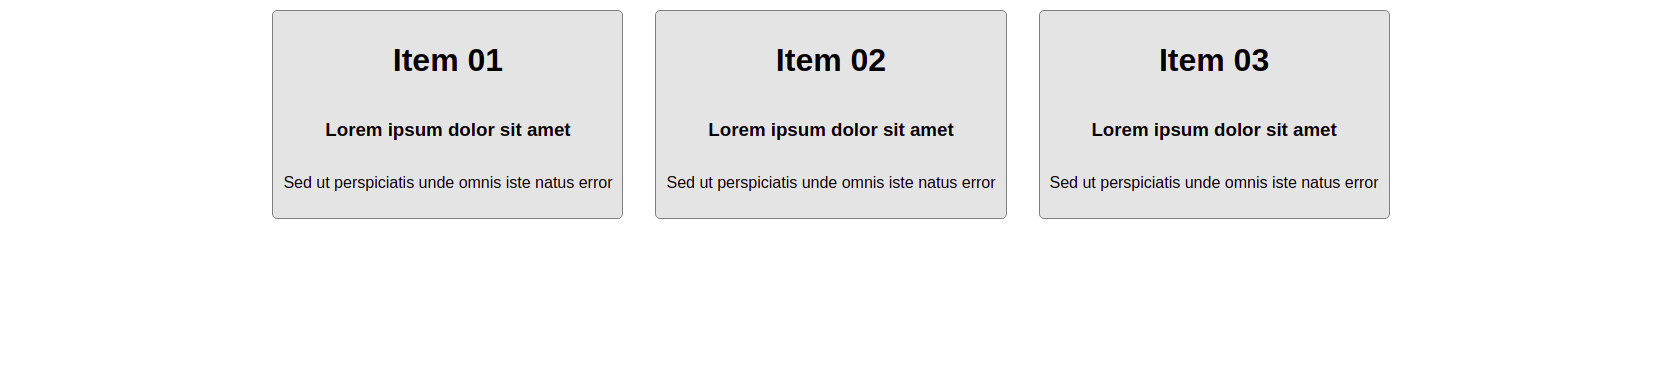 Item 01
Lorem ipsum dolor sit amet
Sed ut perspiciatis unde omnis iste natus error
Item 02
Lorem ipsum dolor sit amet
Sed ut perspiciatis unde omnis iste natus error
Item 03
Lorem ipsum dolor sit amet
Sed ut perspiciatis unde omnis iste natus error